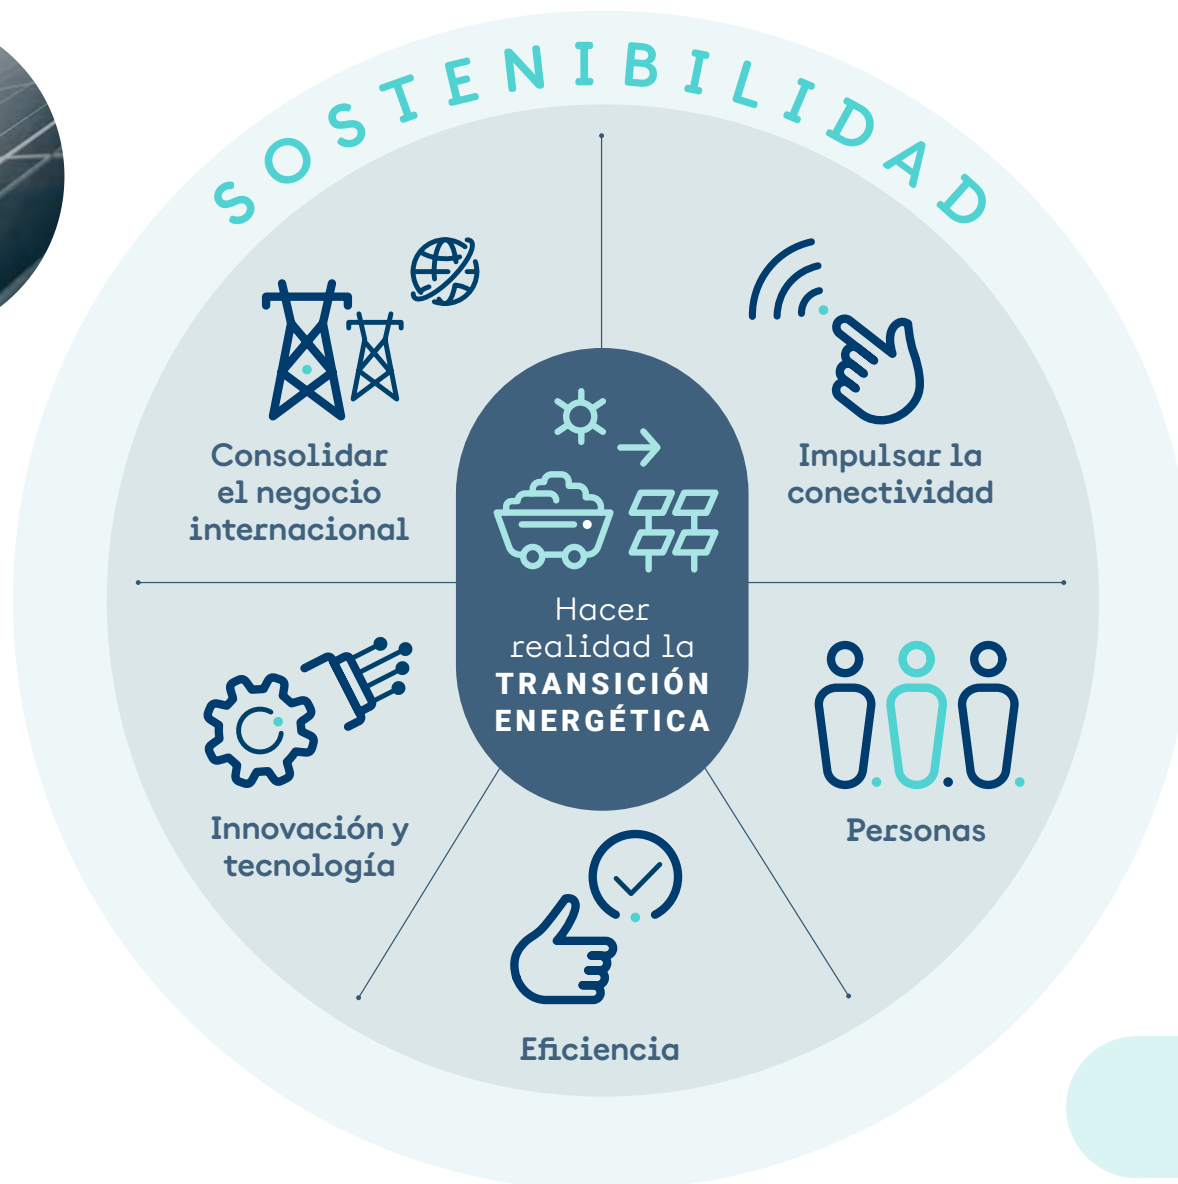 SOSTENIBILIDAD
Consolidar
el negocio
internacional
Impulsar la
conectividad
Hacer
realidad la
TRANSICIÓN
ENERGÉTICA
Innovación y
tecnología
Personas
Eficiencia